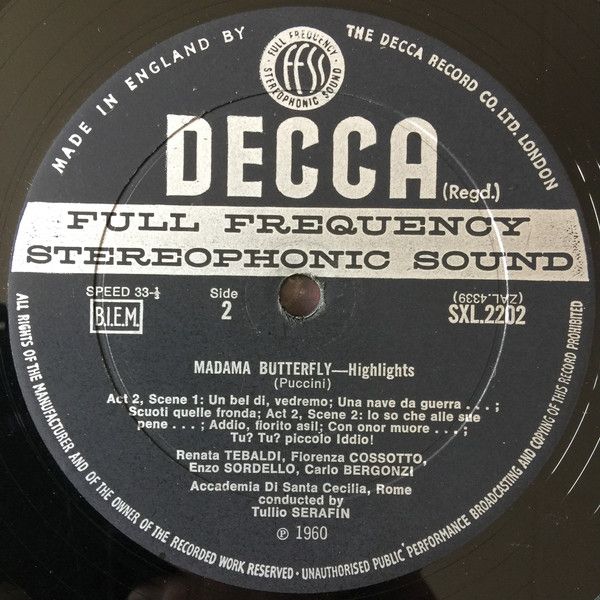 MADE IN ENGLAND BY
FULL FREQUENCY
ffss
STEREOPHONIC SOUND
THE DECCA RECORD CO. LTD. LONDON
DECCA
(Regd.)
FULL FREQUENCY
STEREOPHONIC SOUND
SPEED 33-⅓
B.I.E.M.
Side
2
(ZAL.4339)
SXL.2202
MADAMA BUTTERFLY—Highlights
(Puccini)
Act 2, Scene 1: Un bel di, vedremo; Una nave da guerra . . . ;
Scuoti quelle fronda; Act 2, Scene 2: Io so che alle sue
pene . . . ; Addio, fiorito asil; Con onor muore . . . ;
Tu? Tu? piccolo Iddio!
Renata TEBALDI, Fiorenza COSSOTTO,
Enzo SORDELLO, Carlo BERGONZI
Accademia Di Santa Cecilia, Rome
conducted by
Tullio SERAFIN
℗ 1960
ALL RIGHTS OF THE MANUFACTURER AND OF THE OWNER OF THE RECORDED WORK RESERVED · UNAUTHORISED PUBLIC PERFORMANCE BROADCASTING AND COPYING OF THIS RECORD PROHIBITED